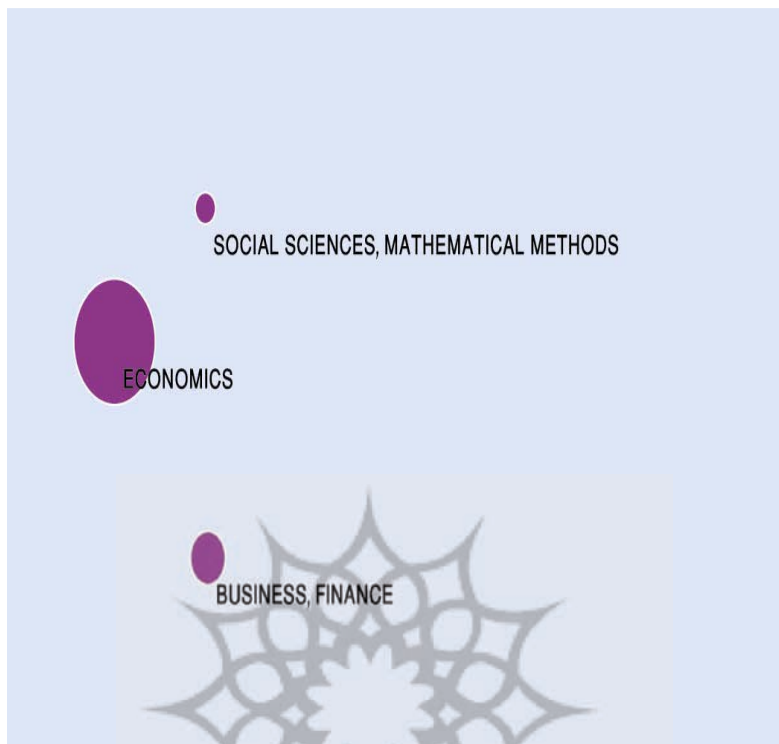 SOCIAL SCIENCES, MATHEMATICAL METHODS
ECONOMICS
BUSINESS, FINANCE